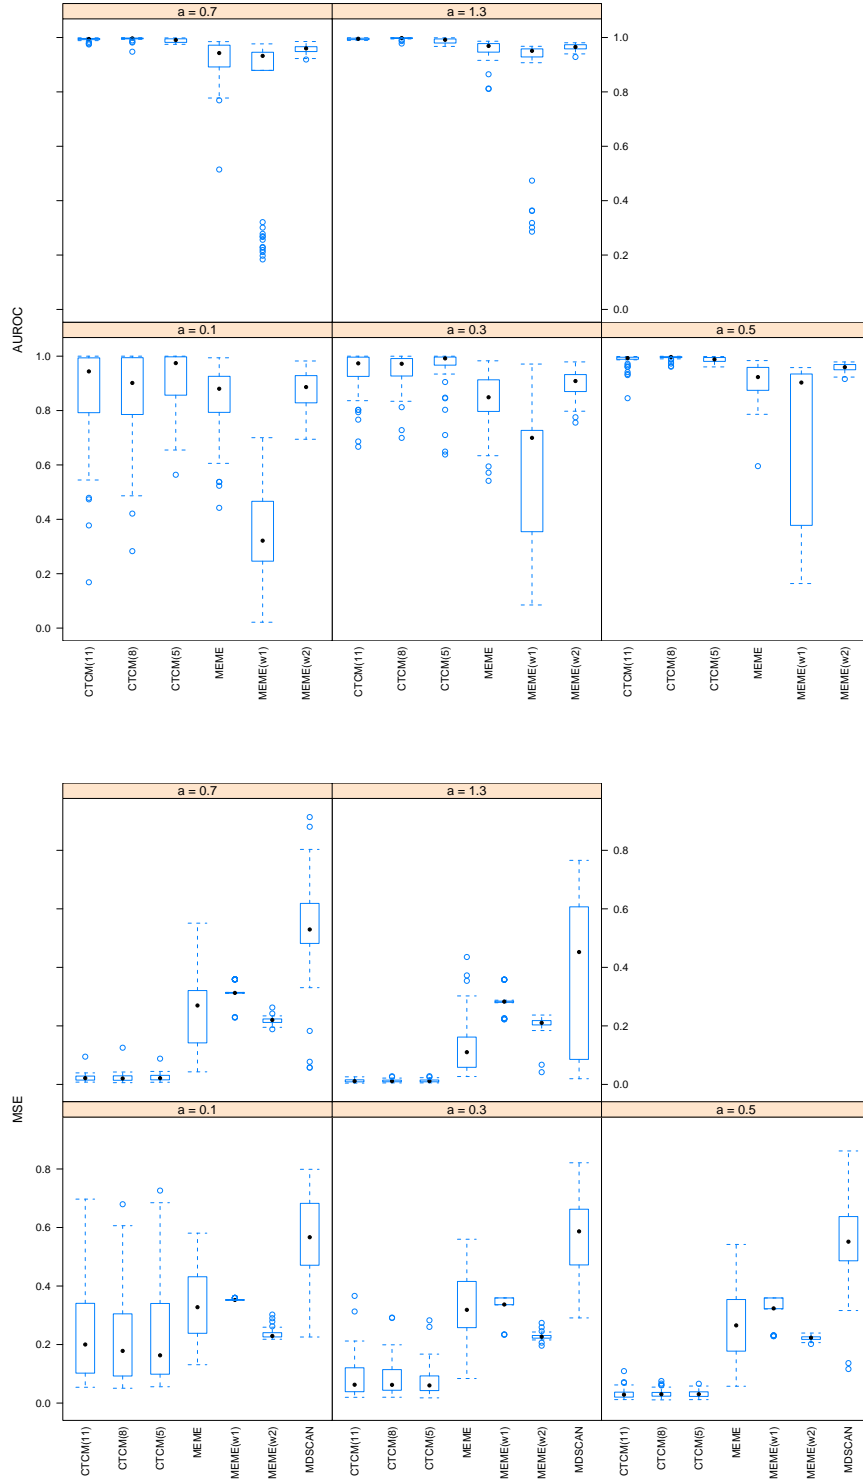 a = 0.7
a = 1.3
1.0
0.8
0.6
0.4
0.2
0.0
AUROC
a = 0.1
a = 0.3
a = 0.5
1.0
0.8
0.6
0.4
0.2
0.0
CTCM(11)
CTCM(8)
CTCM(5)
MEME
MEME(w1)
MEME(w2)
CTCM(11)
CTCM(8)
CTCM(5)
MEME
MEME(w1)
MEME(w2)
CTCM(11)
CTCM(8)
CTCM(5)
MEME
MEME(w1)
MEME(w2)
a = 0.7
a = 1.3
0.8
0.6
0.4
0.2
0.0
MSE
a = 0.1
a = 0.3
a = 0.5
0.8
0.6
0.4
0.2
0.0
CTCM(11)
CTCM(8)
CTCM(5)
MEME
MEME(w1)
MEME(w2)
MDSCAN
CTCM(11)
CTCM(8)
CTCM(5)
MEME
MEME(w1)
MEME(w2)
MDSCAN
CTCM(11)
CTCM(8)
CTCM(5)
MEME
MEME(w1)
MEME(w2)
MDSCAN